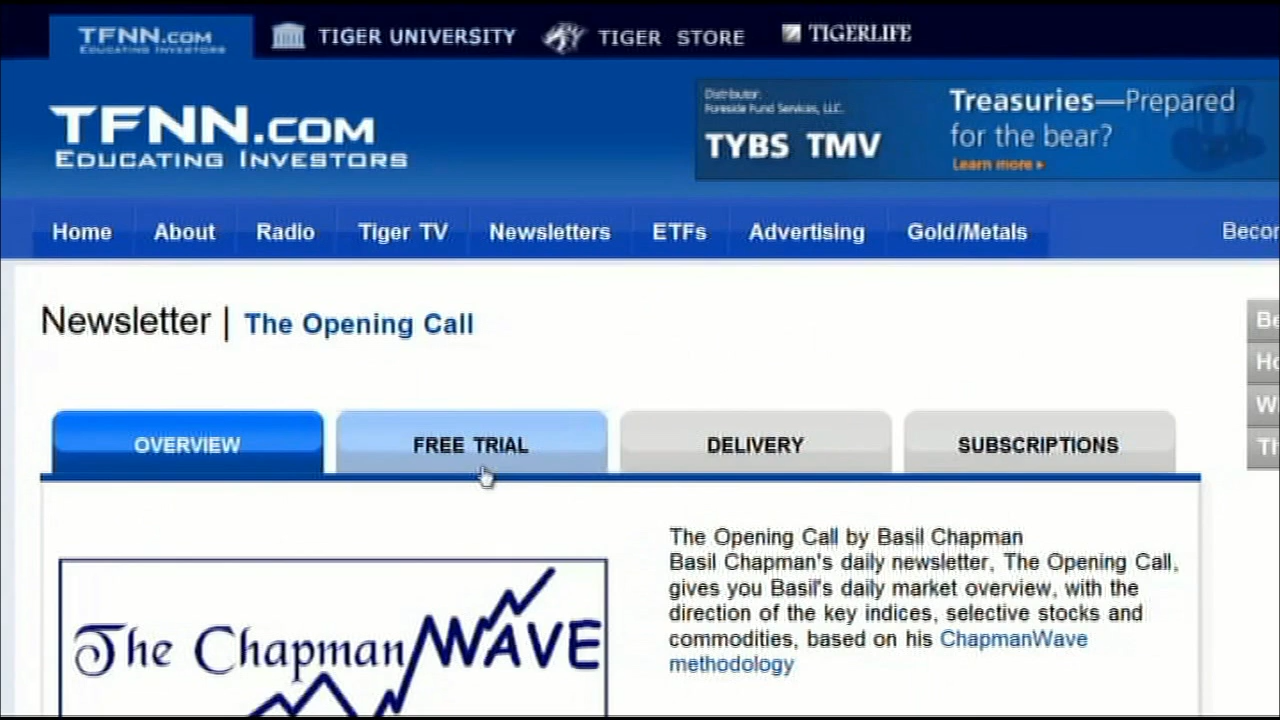 TFNN.COM
EDUCATING INVESTORS
TIGER UNIVERSITY
TIGER STORE
TIGERLIFE
TFNN.COM
EDUCATING INVESTORS
Distributor:
Foreside Fund Services, LLC.
TYBS TMV
Treasuries—Prepared
for the bear?
Learn more
Home About Radio Tiger TV Newsletters ETFs Advertising Gold/Metals
Newsletter | The Opening Call
OVERVIEW FREE TRIAL DELIVERY SUBSCRIPTIONS
The Opening Call by Basil Chapman
Basil Chapman's daily newsletter, The Opening Call,
gives you Basil's daily market overview, with the
direction of the key indices, selective stocks and
commodities, based on his ChapmanWave
methodology
The Chapman WAVE